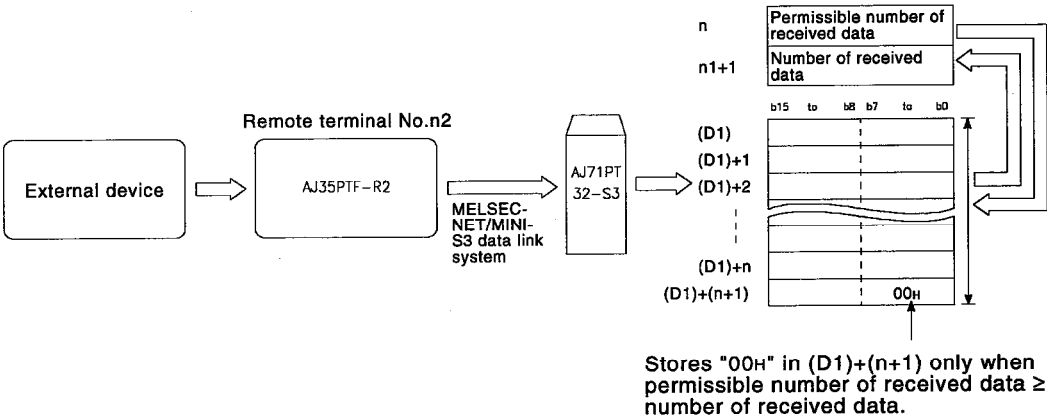 n
Permissible number of
received data
n1+1
Number of received
data
b15 to b8 b7 to b0
Remote terminal No.n2
External device
AJ35PTF-R2
MELSEC-
NET/MINI-
S3 data link
system
AJ71PT
32-S3
(D1)
(D1)+1
(D1)+2
(D1)+n
(D1)+(n+1)
00H
Stores "00H" in (D1)+(n+1) only when
permissible number of received data ≥
number of received data.